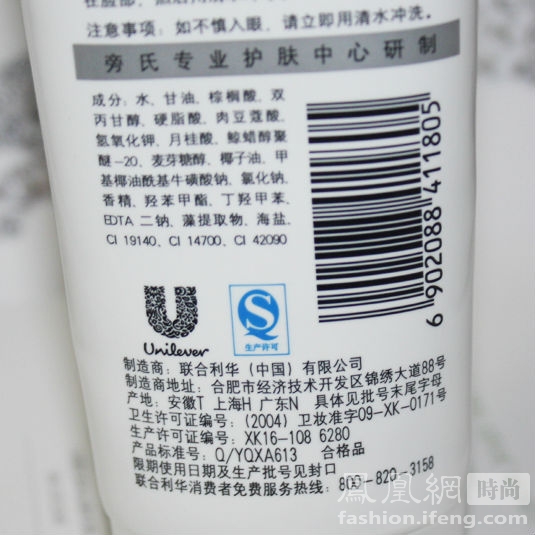 注意事项：如不慎入眼，请立即用清水冲洗。
旁氏专业护肤中心研制
成分：水、甘油、棕榈酸、双
丙甘醇、硬脂酸、肉豆蔻酸、
氢氧化钾、月桂酸、鲸蜡醇聚
醚-20、麦芽糖醇、椰子油、甲
基椰油酰基牛磺酸钠、氯化钠、
香精、羟苯甲酯、丁羟甲苯、
EDTA 二钠、藻提取物、海盐、
CI 19140、CI 14700、CI 42090
6 902088 411805
Unilever
生产许可
制造商：联合利华（中国）有限公司
制造商地址：合肥市经济技术开发区锦绣大道88号
产地：安徽T 上海H 广东N 具体见批号末尾字母
卫生许可证编号：(2004) 卫妆准字09-XK-0171号
生产许可证编号：XK16-108 6280
产品标准号：Q/YQXA613 合格品
限期使用日期及生产批号见封口
联合利华消费者免费服务热线：800-820-3158
凤凰網 時尚
fashion.ifeng.com